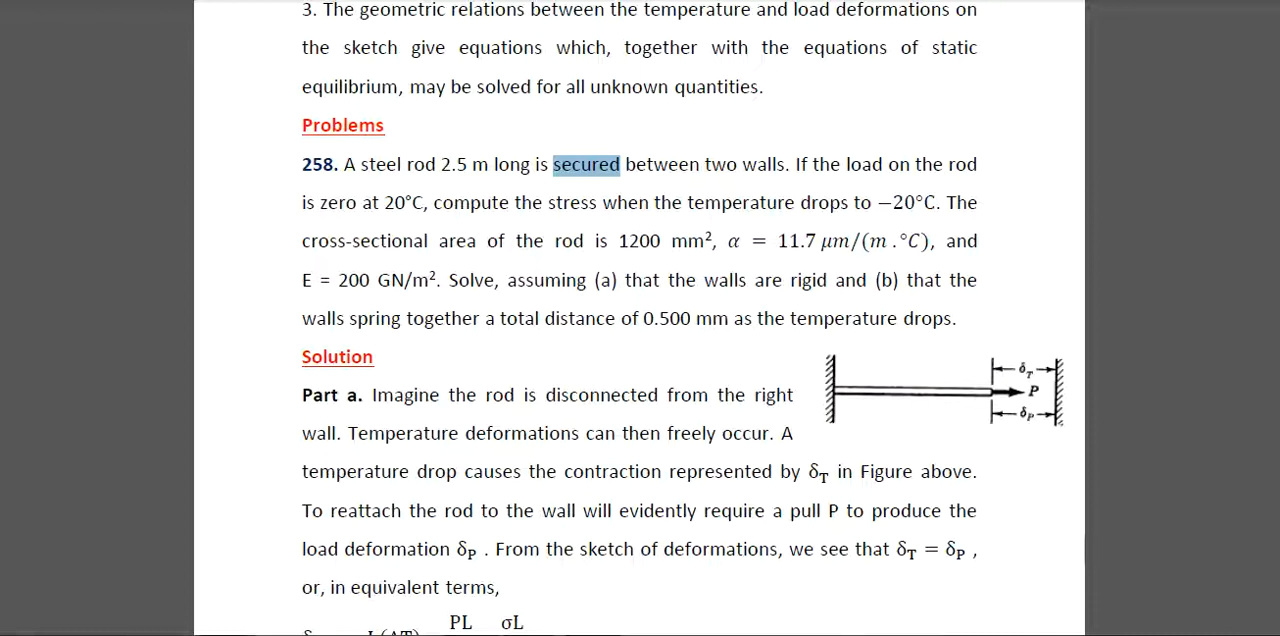 3. The geometric relations between the temperature and load deformations on
the sketch give equations which, together with the equations of static
equilibrium, may be solved for all unknown quantities.
Problems
258. A steel rod 2.5 m long is secured between two walls. If the load on the rod
is zero at 20°C, compute the stress when the temperature drops to −20°C. The
cross-sectional area of the rod is 1200 mm², α = 11.7 μm/(m .°C), and
E = 200 GN/m². Solve, assuming (a) that the walls are rigid and (b) that the
walls spring together a total distance of 0.500 mm as the temperature drops.
Solution
Part a. Imagine the rod is disconnected from the right
wall. Temperature deformations can then freely occur. A
δT
P
δP
temperature drop causes the contraction represented by δT in Figure above.
To reattach the rod to the wall will evidently require a pull P to produce the
load deformation δP . From the sketch of deformations, we see that δT = δP ,
or, in equivalent terms,
PL σL